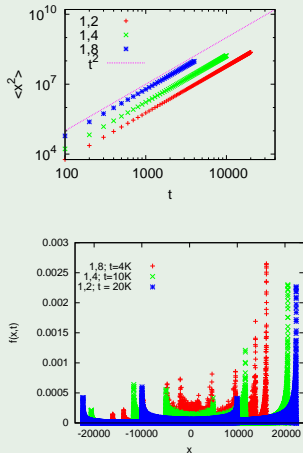 10^10
10^7
10^4
<x^2>
1,2
1,4
1,8
t^2
100
1000
10000
t
0.003
0.0025
0.002
0.0015
0.001
0.0005
0
f(x,t)
1,8; t=4K
1,4; t=10K
1,2; t = 20K
-20000
-10000
0
10000
20000
x